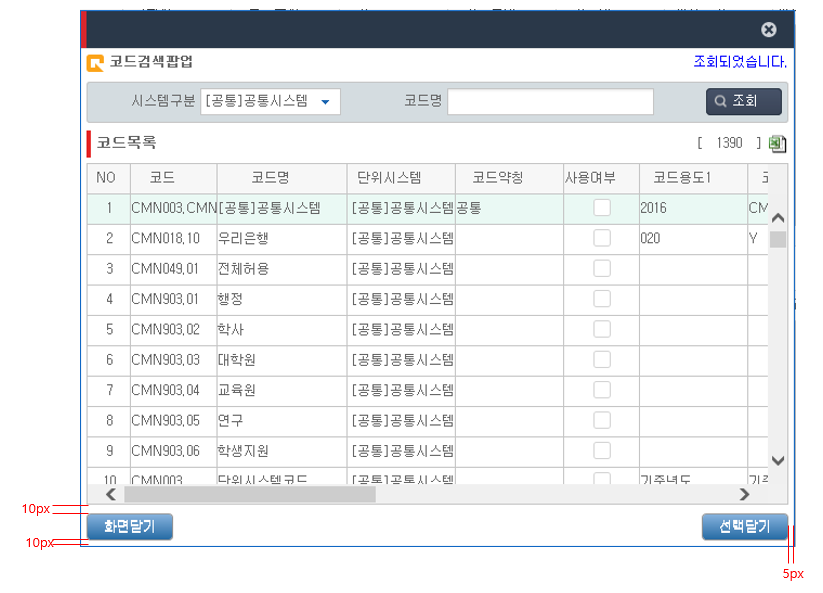 코드검색팝업 조회되었습니다.
시스템구분 [공통]공통시스템 코드명 조회
코드목록 [ 1390 ]
NO 코드 코드명 단위시스템 코드약칭 사용여부 코드용도1
1 CMN003,CMN [공통]공통시스템 [공통]공통시스템 공통 2016 CM
2 CMN018,10 우리은행 [공통]공통시스템 020 Y
3 CMN049,01 전체허용 [공통]공통시스템
4 CMN903,01 행정 [공통]공통시스템
5 CMN903,02 학사 [공통]공통시스템
6 CMN903,03 대학원 [공통]공통시스템
7 CMN903,04 교육원 [공통]공통시스템
8 CMN903,05 연구 [공통]공통시스템
9 CMN903,06 학생지원 [공통]공통시스템
10 CMN003 단위시스템코드 [공통]공통시스템 기준년도
10px
화면닫기 선택닫기
10px
5px